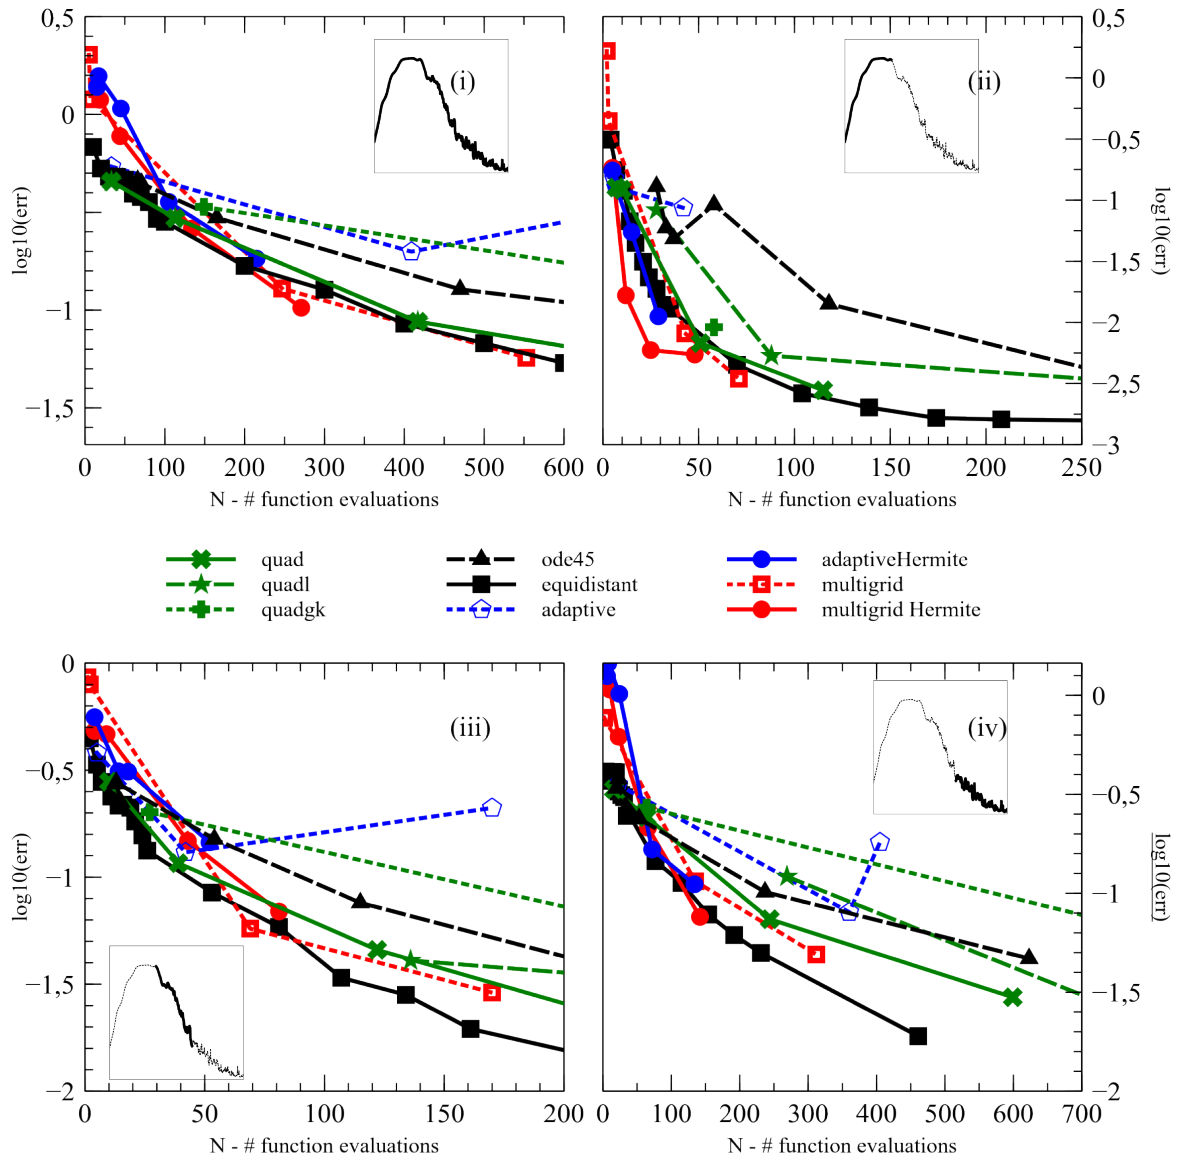 0,5
0
−1
−1,5
log10(err)
(i)
0 100 200 300 400 500 600
N - # function evaluations
0,5
0
−0,5
−1
−1,5
−2
−2,5
−3
log10(err)
(ii)
0 50 100 150 200 250
N - # function evaluations
quad
quadl
quadgk
ode45
equidistant
adaptive
adaptiveHermite
multigrid
multigrid Hermite
0
−0,5
−1
−1,5
−2
log10(err)
(iii)
0 50 100 150 200
N - # function evaluations
0
−0,5
−1
−1,5
−2
log10(err)
(iv)
0 100 200 300 400 500 600 700
N - # function evaluations